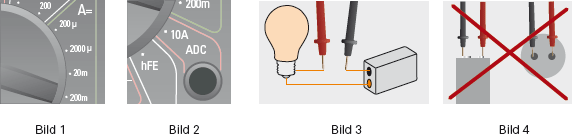 200
A=
200 µ
2000 µ
20m
200m
Bild 1
200m
10A
ADC
hFE
Bild 2
Bild 3
Bild 4